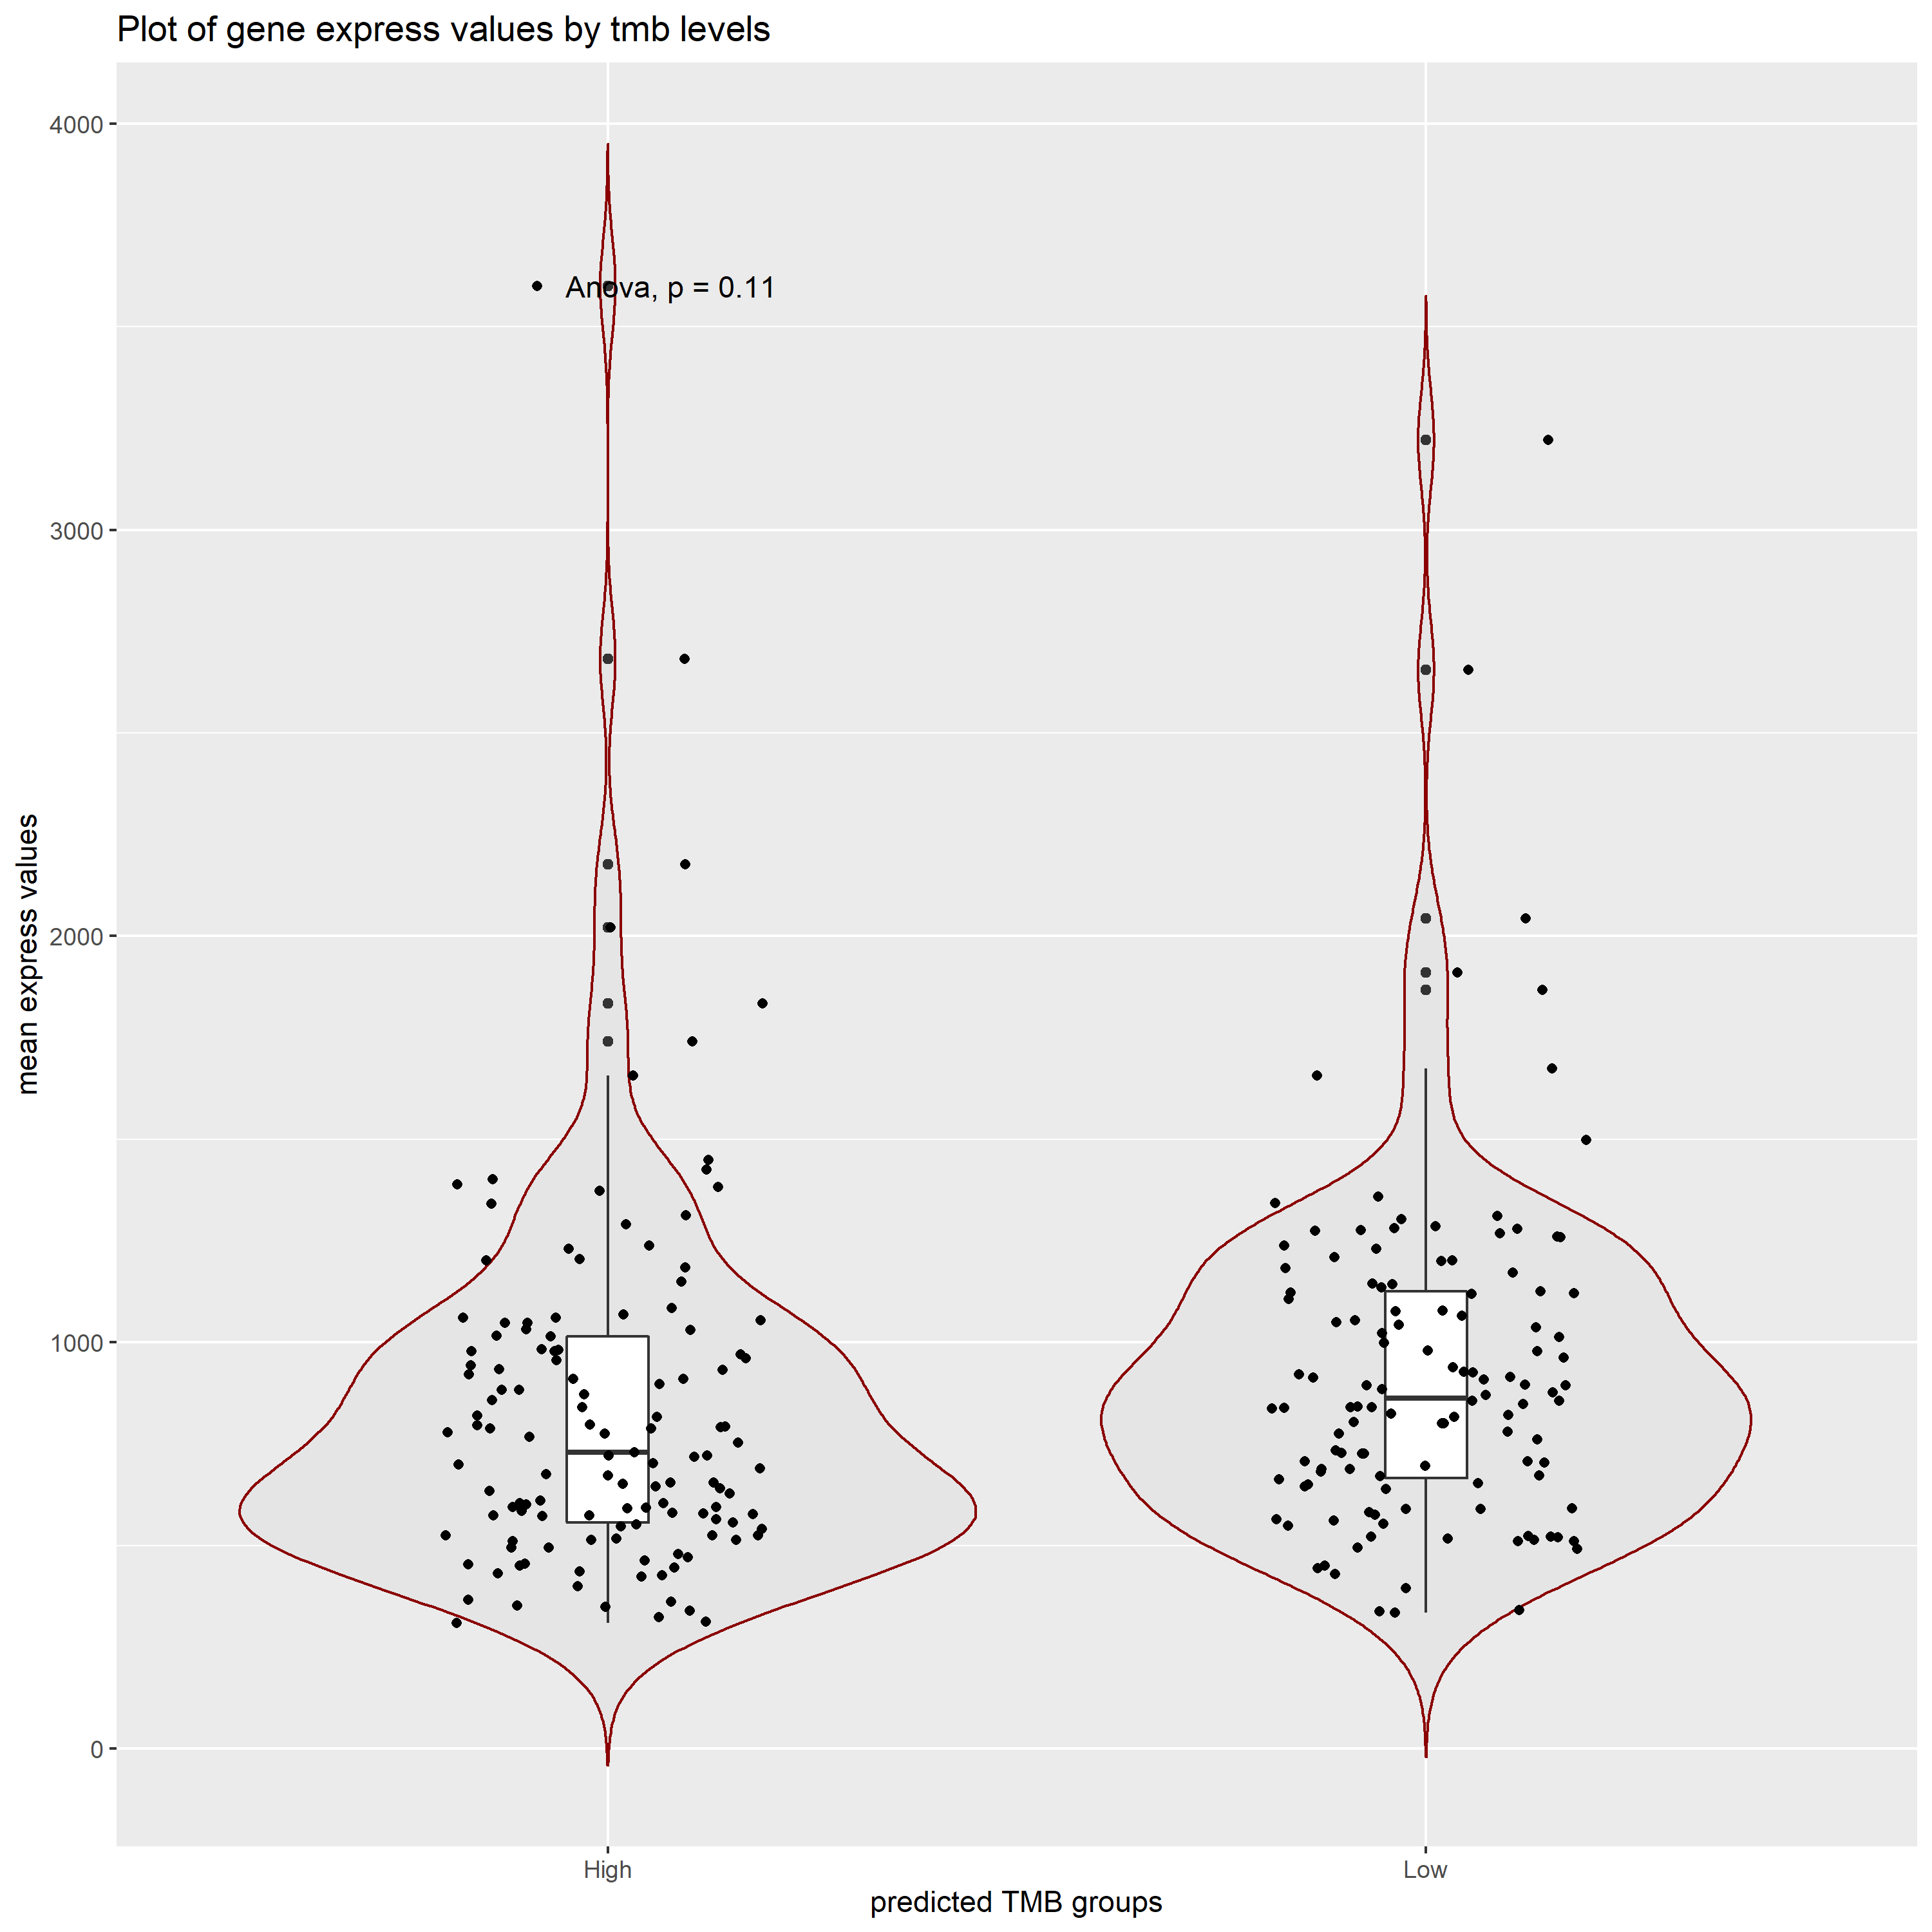 Plot of gene express values by tmb levels
4000
Anova, p = 0.11
3000
mean express values
2000
1000
0
High
Low
predicted TMB groups